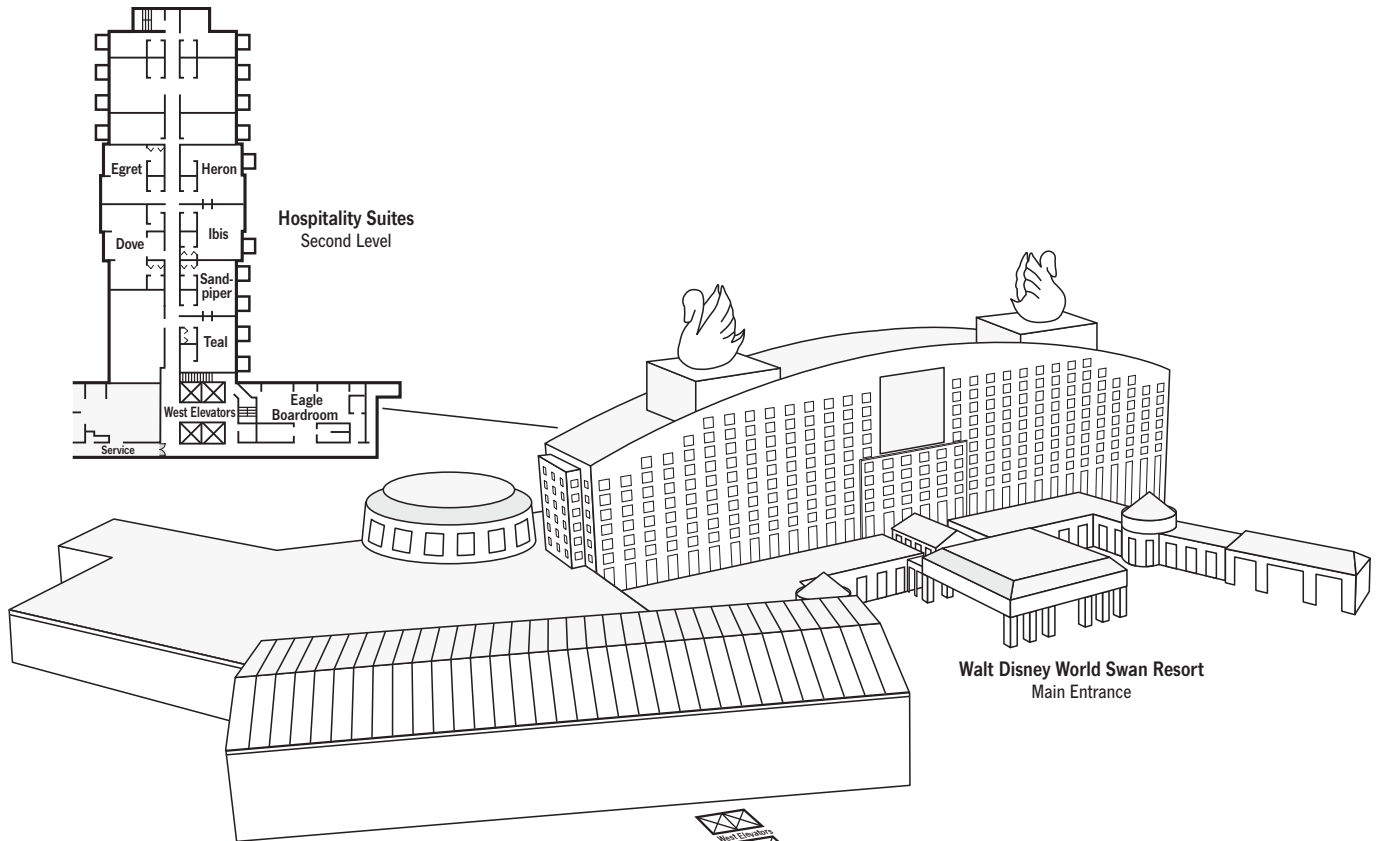 Egret
Heron
Hospitality Suites
Second Level
Dove
Ibis
Sand-
piper
Teal
West Elevators
Eagle
Boardroom
Service
Walt Disney World Swan Resort
Main Entrance
West Elevators